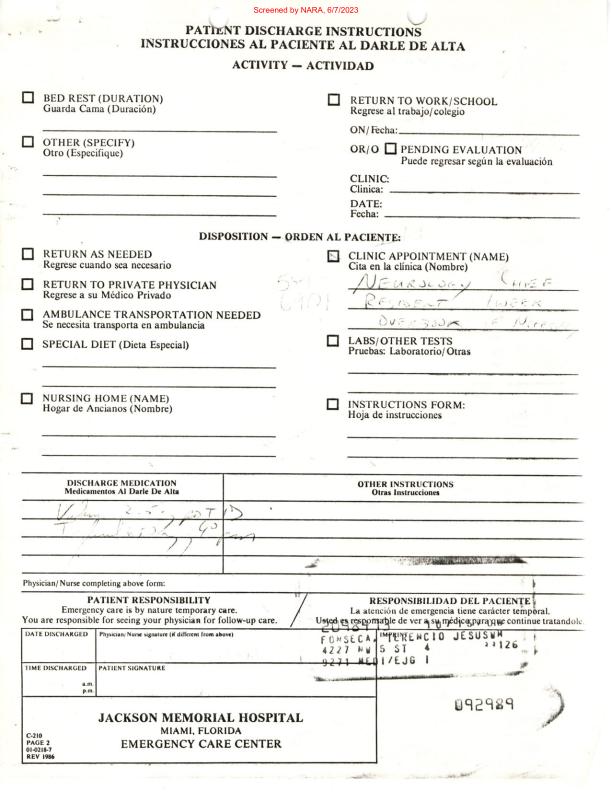 Screened by NARA, 6/7/2023
PATIENT DISCHARGE INSTRUCTIONS
INSTRUCCIONES AL PACIENTE AL DARLE DE ALTA
ACTIVITY — ACTIVIDAD
BED REST (DURATION)
Guarda Cama (Duración)
OTHER (SPECIFY)
Otro (Especifique)
RETURN TO WORK/SCHOOL
Regrese al trabajo/colegio
ON/Fecha:
OR/O PENDING EVALUATION
Puede regresar según la evaluación
CLINIC:
Clínica:
DATE:
Fecha:
DISPOSITION — ORDEN AL PACIENTE:
RETURN AS NEEDED
Regrese cuando sea necesario
RETURN TO PRIVATE PHYSICIAN
Regrese a su Médico Privado
AMBULANCE TRANSPORTATION NEEDED
Se necesita transporta en ambulancia
SPECIAL DIET (Dieta Especial)
NURSING HOME (NAME)
Hogar de Ancianos (Nombre)
CLINIC APPOINTMENT (NAME)
Cita en la clínica (Nombre)
NEUROLOGY CHIEF
RESIDENT 1 WEEK
OVERBOOK
LABS/OTHER TESTS
Pruebas: Laboratorio/Otras
INSTRUCTIONS FORM:
Hoja de instrucciones
DISCHARGE MEDICATION
Medicamentos Al Darle De Alta
OTHER INSTRUCTIONS
Otras Instrucciones
Physician/Nurse completing above form:
PATIENT RESPONSIBILITY
Emergency care is by nature temporary care.
You are responsible for seeing your physician for follow-up care.
RESPONSIBILIDAD DEL PACIENTE
La atención de emergencia tiene carácter temporal.
Usted es responsable de ver a su médico para que continue tratandolo
DATE DISCHARGED
Physician/Nurse signature (if different from above)
IMPRINT
FONSECA, TERENCIO JESUS
4227 NW 5 ST 4
9271 MEDI/EJG 1
TIME DISCHARGED
a.m.
p.m.
PATIENT SIGNATURE
092989
JACKSON MEMORIAL HOSPITAL
MIAMI, FLORIDA
EMERGENCY CARE CENTER
C-210
PAGE 2
01-0218-7
REV 1986